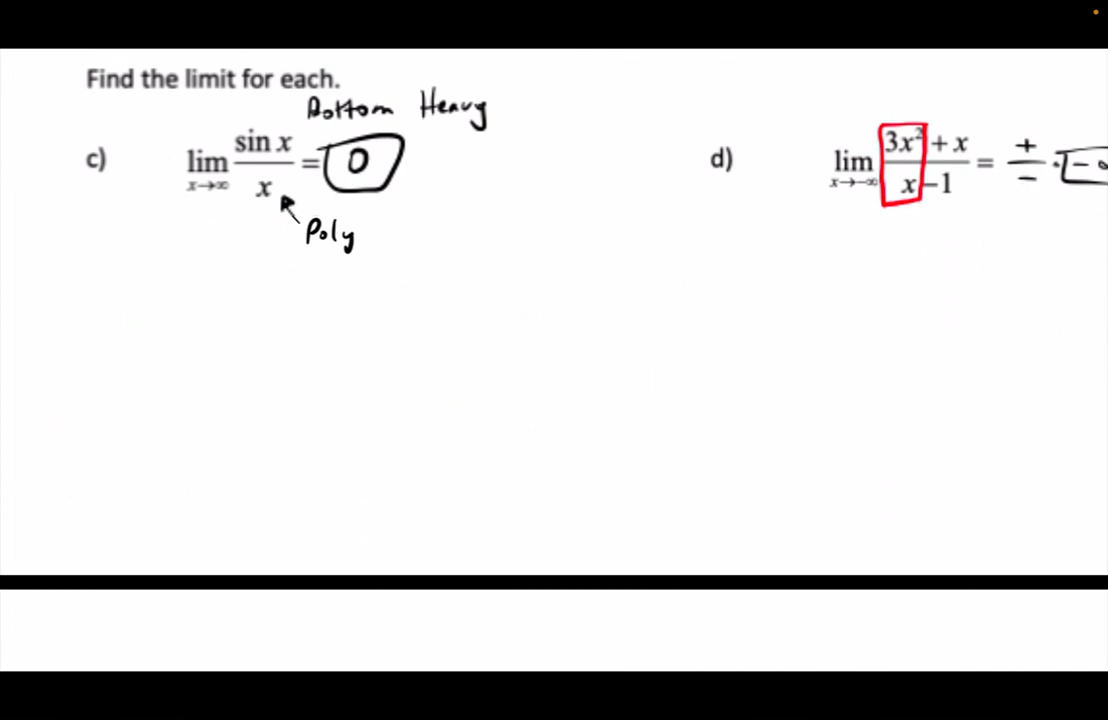 Find the limit for each.
Bottom Heavy
c) lim x→∞ sin x / x = 0
Poly
d) lim x→-∞ 3x² + x / x - 1 = + / - · -